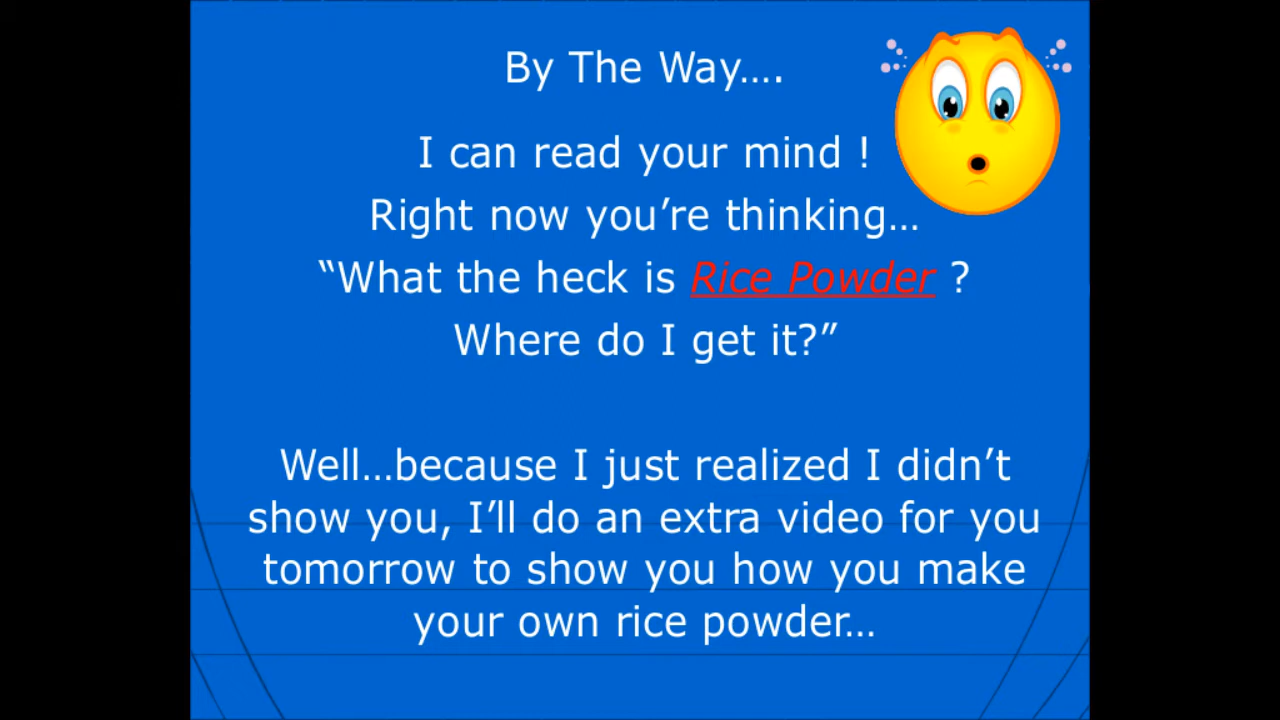 By The Way….
I can read your mind !
Right now you’re thinking…
“What the heck is Rice Powder ?
Where do I get it?”
Well…because I just realized I didn’t
show you, I’ll do an extra video for you
tomorrow to show you how you make
your own rice powder…